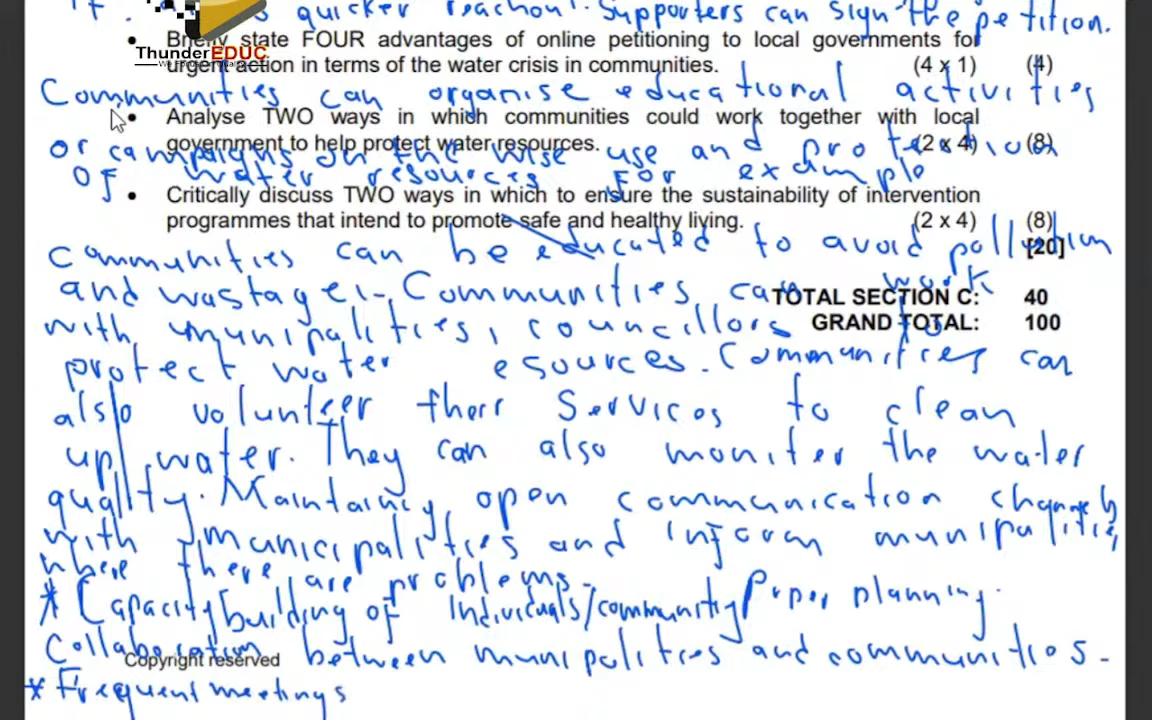 quicker reaction. Supporters can sign the petition.
• Briefly state FOUR advantages of online petitioning to local governments for
ThunderEDUC
urgent action in terms of the water crisis in communities. (4 x 1) (4)
Communities can organise educational activities
• Analyse TWO ways in which communities could work together with local
government to help protect water resources. (2 x 4) (8)
or campaigns on the wise use and protection
of water resources for example
• Critically discuss TWO ways in which to ensure the sustainability of intervention
programmes that intend to promote safe and healthy living. (2 x 4) (8)
[20]
communities can be educated to avoid pollution
and wastage. Communities can work
TOTAL SECTION C: 40
with municipalities, councillors to
GRAND TOTAL: 100
protect water esources. Communities can
also volunteer their Services to clean
up water. They can also moniter the water
quality. Maintaining open communication channels
with municipalities and inform municipalities
where there are problems.
* Capacity building of Individuals/community Proper planning.
Collaboration between municipalities and communities.
Copyright reserved
* Frequent meetings